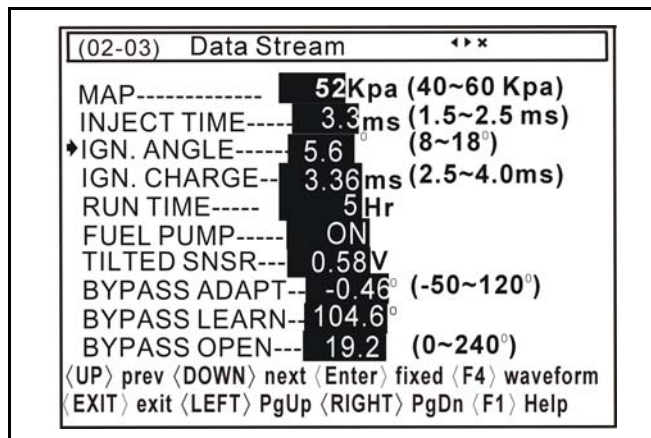 (02-03) Data Stream ◂ ▸ ×
MAP------------- 52Kpa (40~60 Kpa)
INJECT TIME----- 3.3ms (1.5~2.5 ms)
➧IGN. ANGLE----- 5.6 ° (8~18°)
IGN. CHARGE-- 3.36ms (2.5~4.0ms)
RUN TIME----- 5Hr
FUEL PUMP----- ON
TILTED SNSR--- 0.58V
BYPASS ADAPT-- -0.46° (-50~120°)
BYPASS LEARN-- 104.6°
BYPASS OPEN--- 19.2 (0~240°)
⟨UP⟩ prev ⟨DOWN⟩ next ⟨Enter⟩ fixed ⟨F4⟩ waveform
⟨EXIT⟩ exit ⟨LEFT⟩ PgUp ⟨RIGHT⟩ PgDn ⟨F1⟩ Help